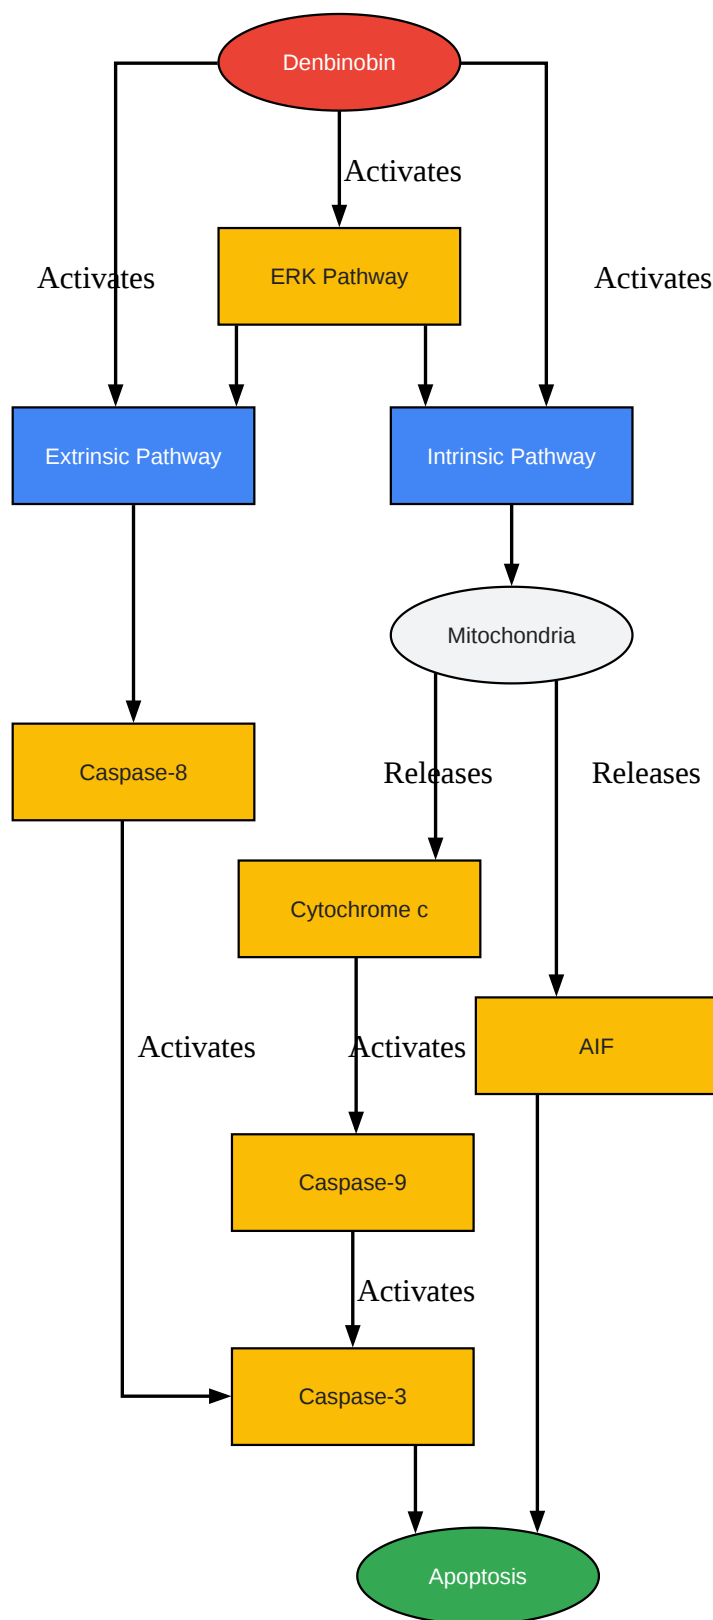 Denbinobin
Activates
ERK Pathway
Activates
Activates
Extrinsic Pathway
Intrinsic Pathway
Mitochondria
Caspase-8
Releases
Releases
Cytochrome c
Activates
Activates
AIF
Caspase-9
Activates
Caspase-3
Apoptosis